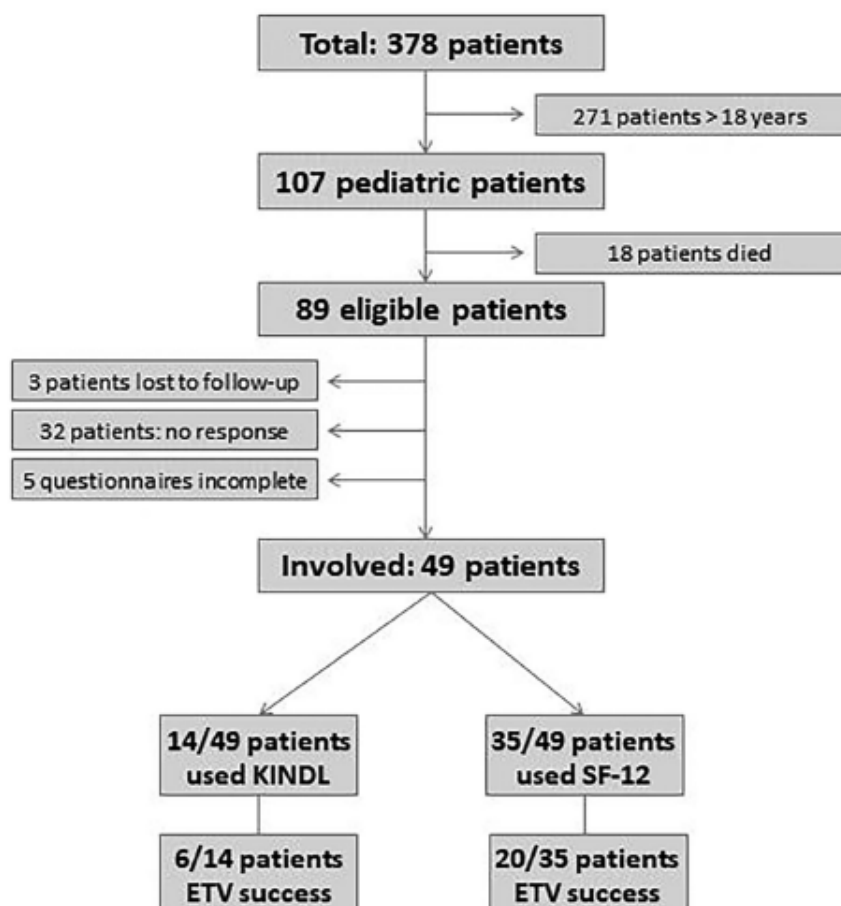 Total: 378 patients
271 patients > 18 years
107 pediatric patients
18 patients died
89 eligible patients
3 patients lost to follow-up
32 patients: no response
5 questionnaires incomplete
Involved: 49 patients
14/49 patients
used KINDL
35/49 patients
used SF-12
6/14 patients
ETV success
20/35 patients
ETV success